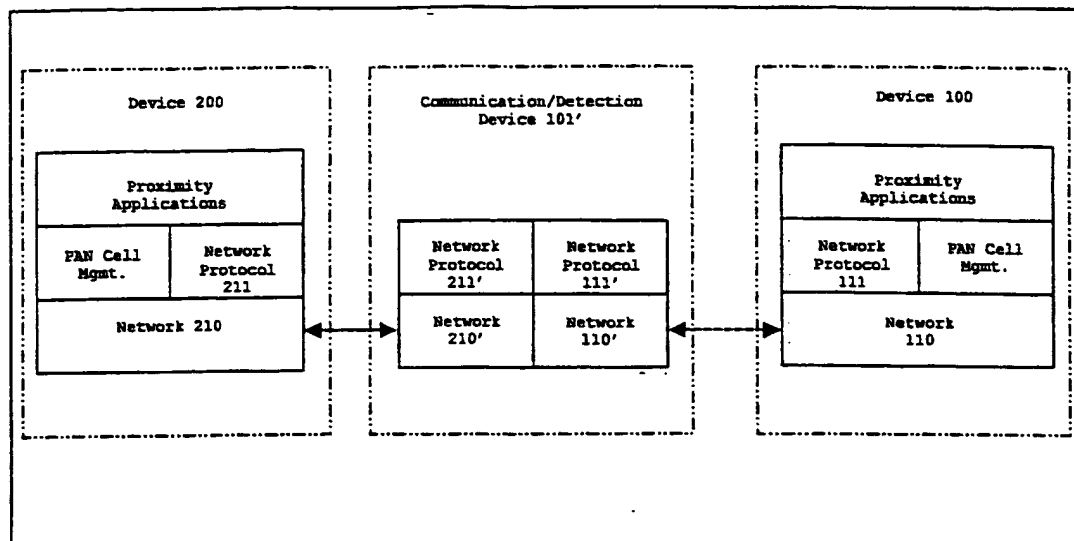 Device 200
Proximity
Applications
PAN Cell
Mgmt.
Network
Protocol
211
Network 210
Communication/Detection
Device 101'
Network
Protocol
211'
Network
Protocol
111'
Network
210'
Network
110'
Device 100
Proximity
Applications
Network
Protocol
111
PAN Cell
Mgmt.
Network
110